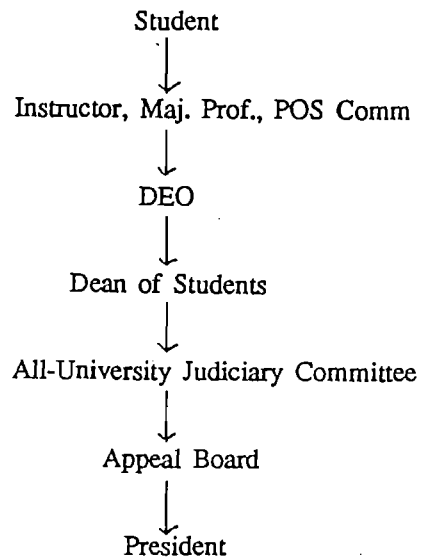 Student
Instructor, Maj. Prof., POS Comm
DEO
Dean of Students
All-University Judiciary Committee
Appeal Board
President